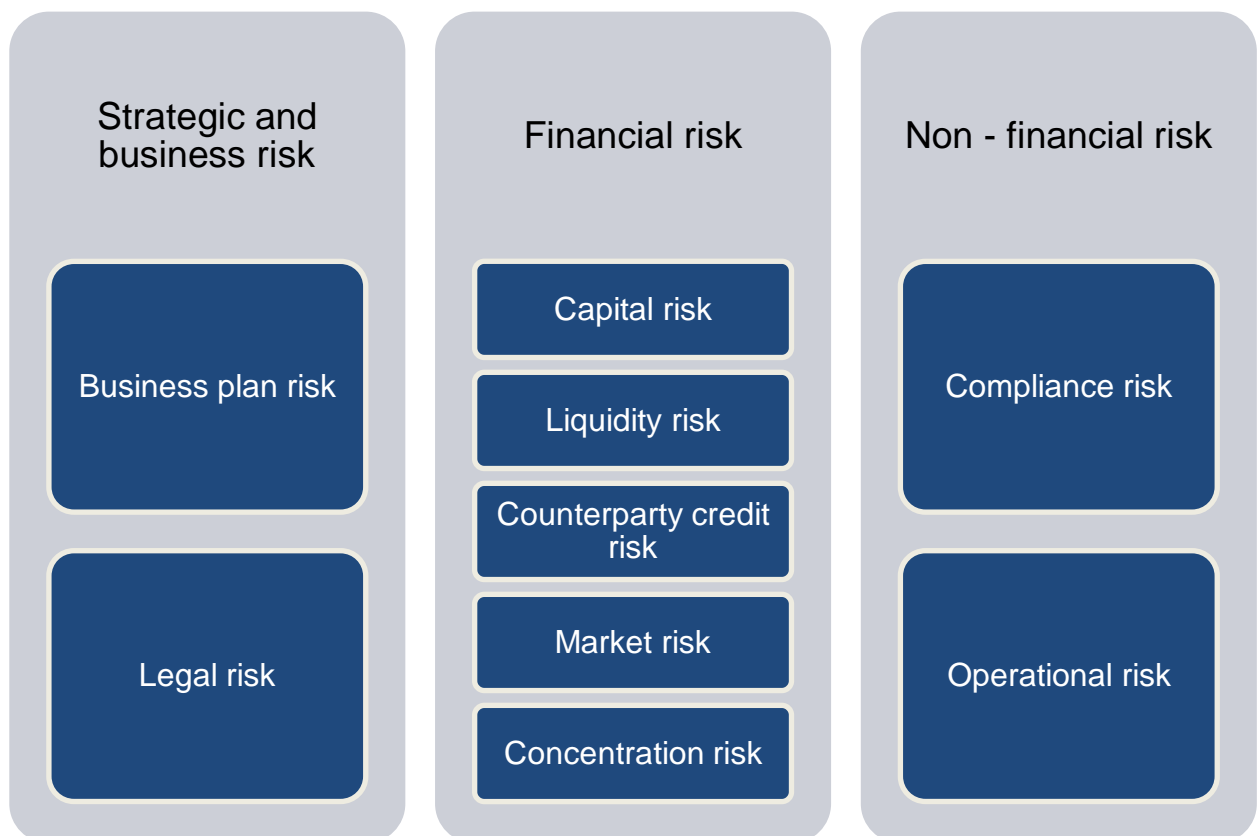 Strategic and
business risk
Business plan risk
Legal risk
Financial risk
Capital risk
Liquidity risk
Counterparty credit
risk
Market risk
Concentration risk
Non - financial risk
Compliance risk
Operational risk